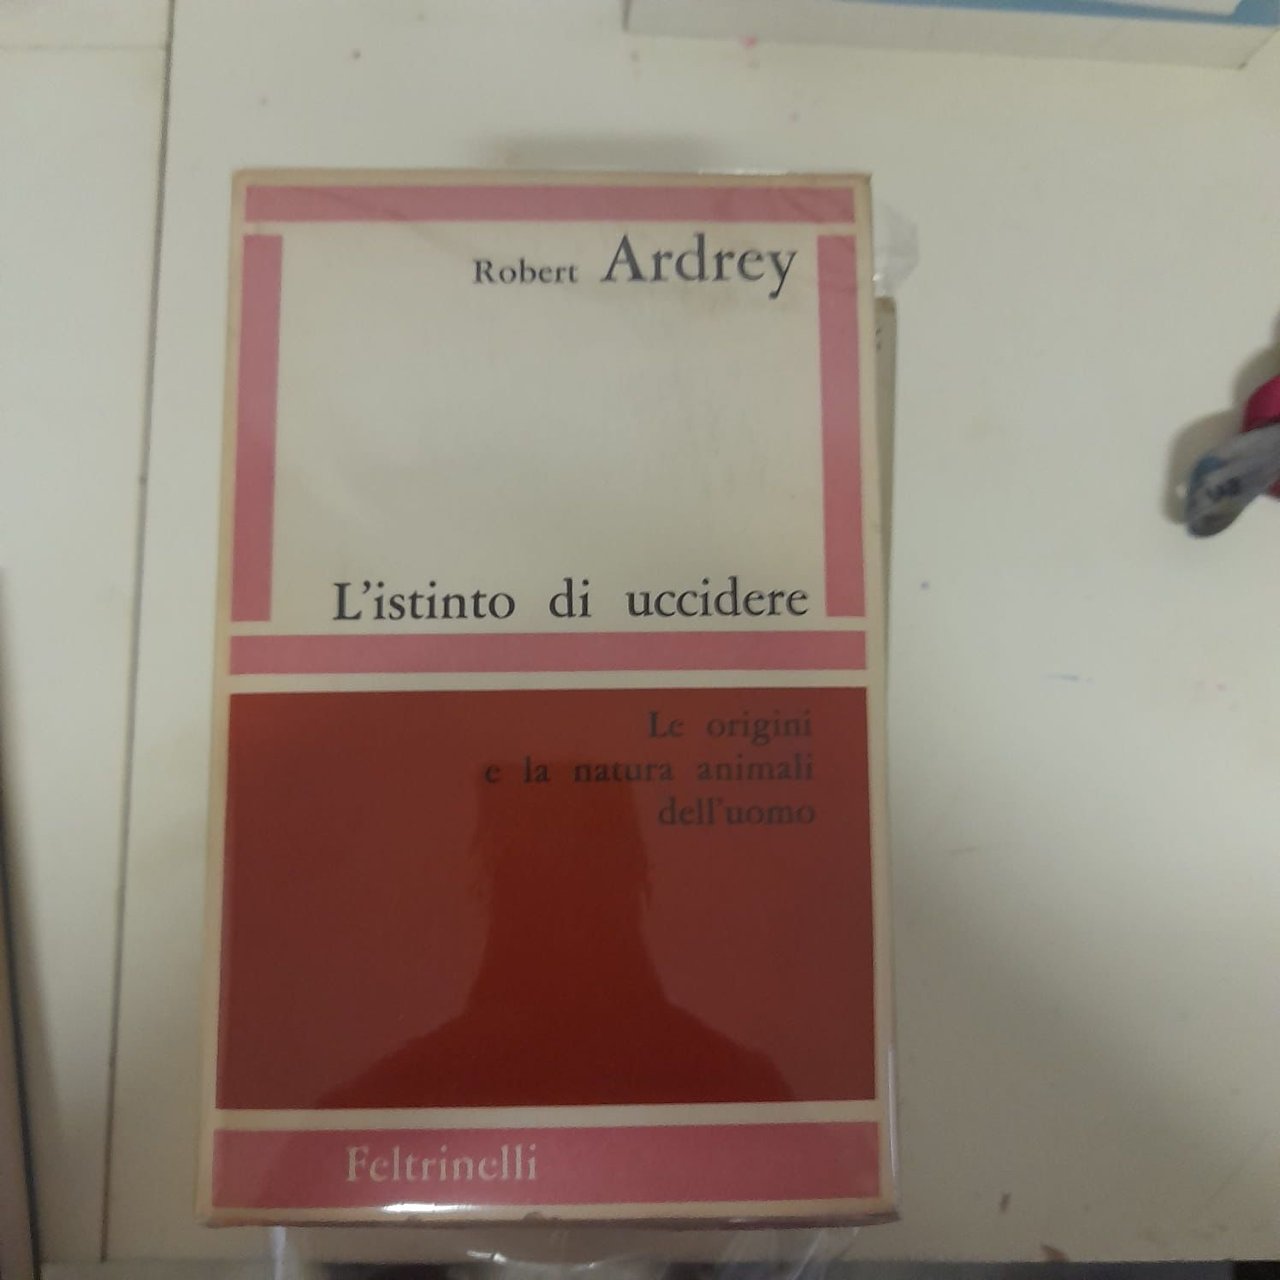 Robert Ardrey
L'istinto di uccidere
Le origini
e la natura animali
dell'uomo
Feltrinelli